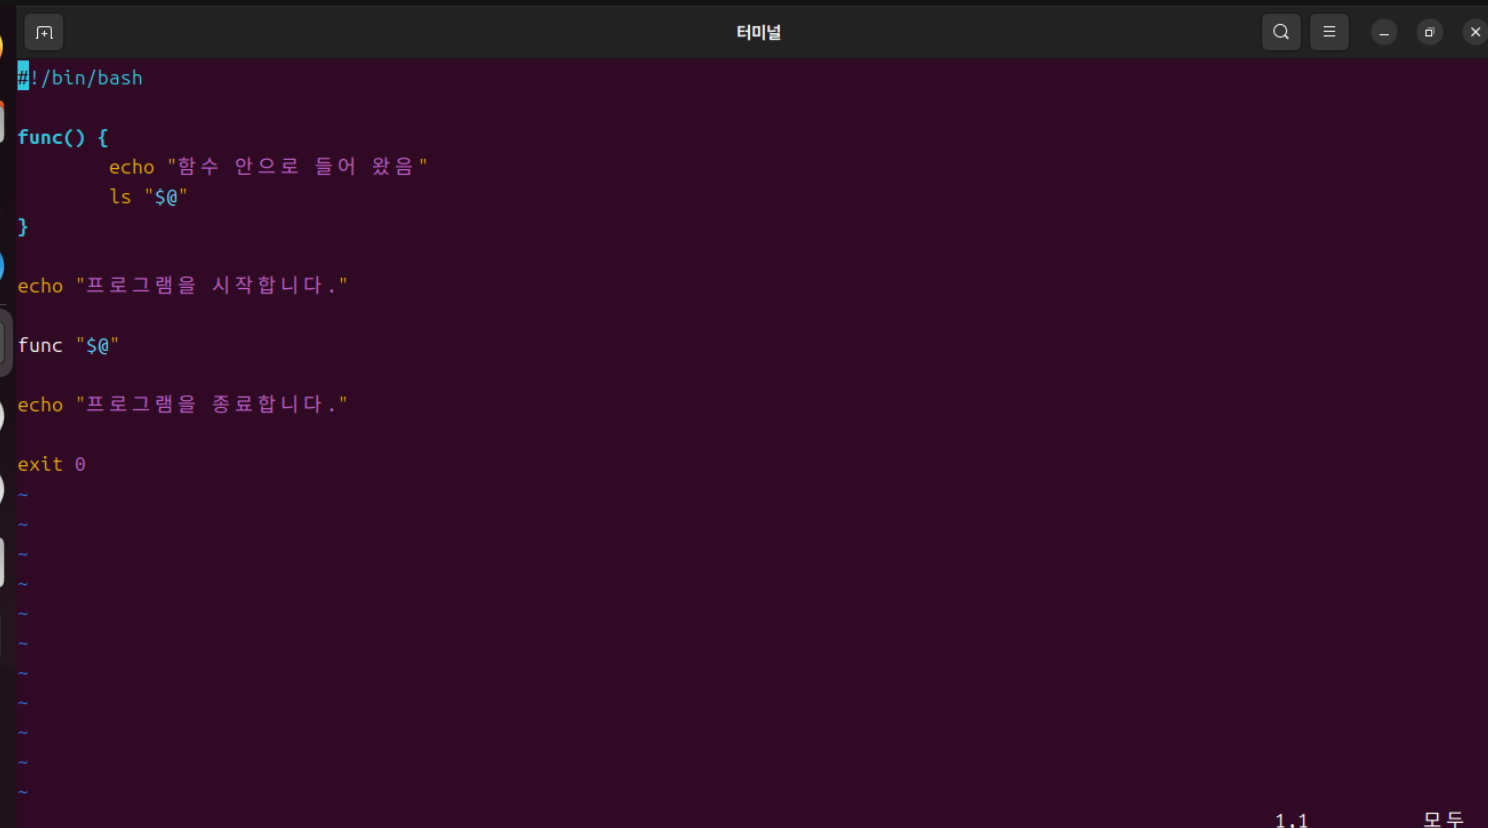 터미널
#!/bin/bash
func() {
echo "함수 안으로 들어 왔음"
ls "$@"
}
echo "프로그램을 시작합니다."
func "$@"
echo "프로그램을 종료합니다."
exit 0
~
~
~
~
~
~
~
~
~
~
~
1,1 모두